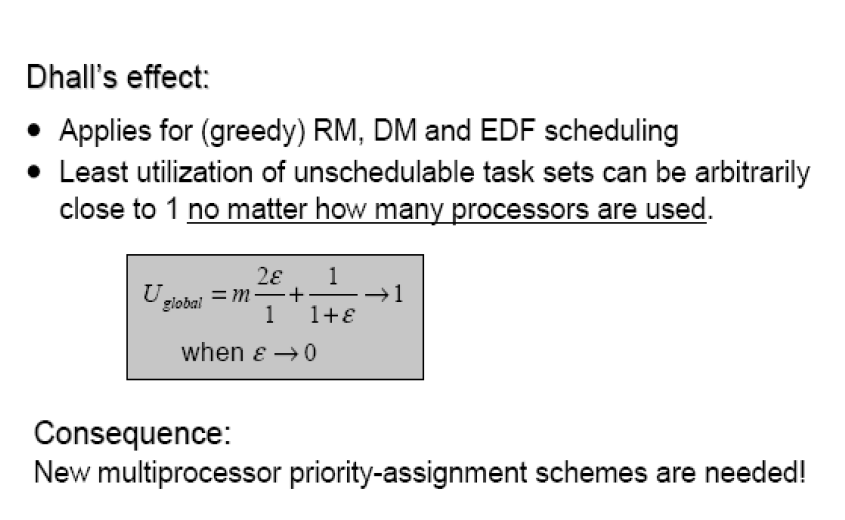 Dhall's effect:
• Applies for (greedy) RM, DM and EDF scheduling
• Least utilization of unschedulable task sets can be arbitrarily
close to 1 no matter how many processors are used.
U_global = m 2ε/1 + 1/(1+ε) → 1
when ε → 0
Consequence:
New multiprocessor priority-assignment schemes are needed!